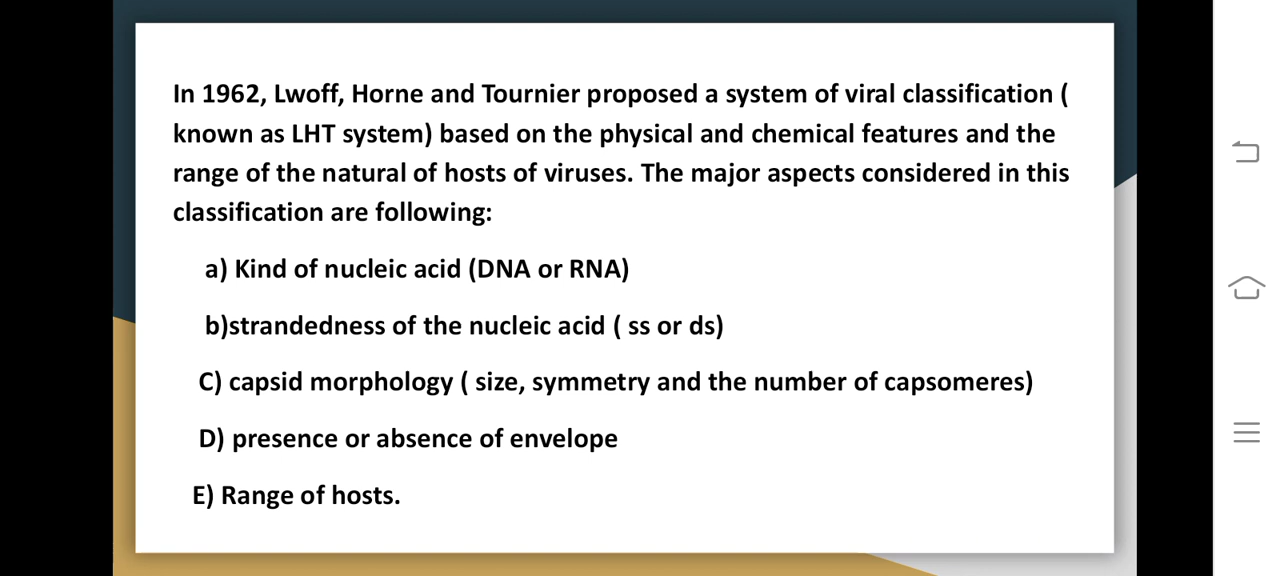 In 1962, Lwoff, Horne and Tournier proposed a system of viral classification (
known as LHT system) based on the physical and chemical features and the
range of the natural of hosts of viruses. The major aspects considered in this
classification are following:
a) Kind of nucleic acid (DNA or RNA)
b)strandedness of the nucleic acid ( ss or ds)
C) capsid morphology ( size, symmetry and the number of capsomeres)
D) presence or absence of envelope
E) Range of hosts.